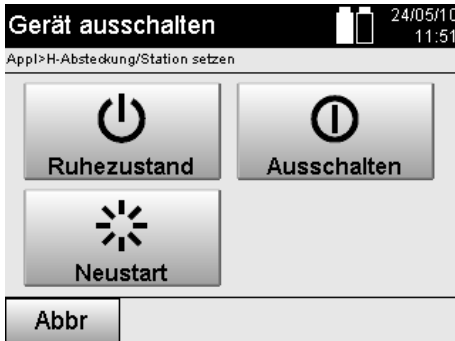 Gerät ausschalten
24/05/10
11:51
Appl>H-Absteckung/Station setzen
Ruhezustand
Ausschalten
Neustart
Abbr